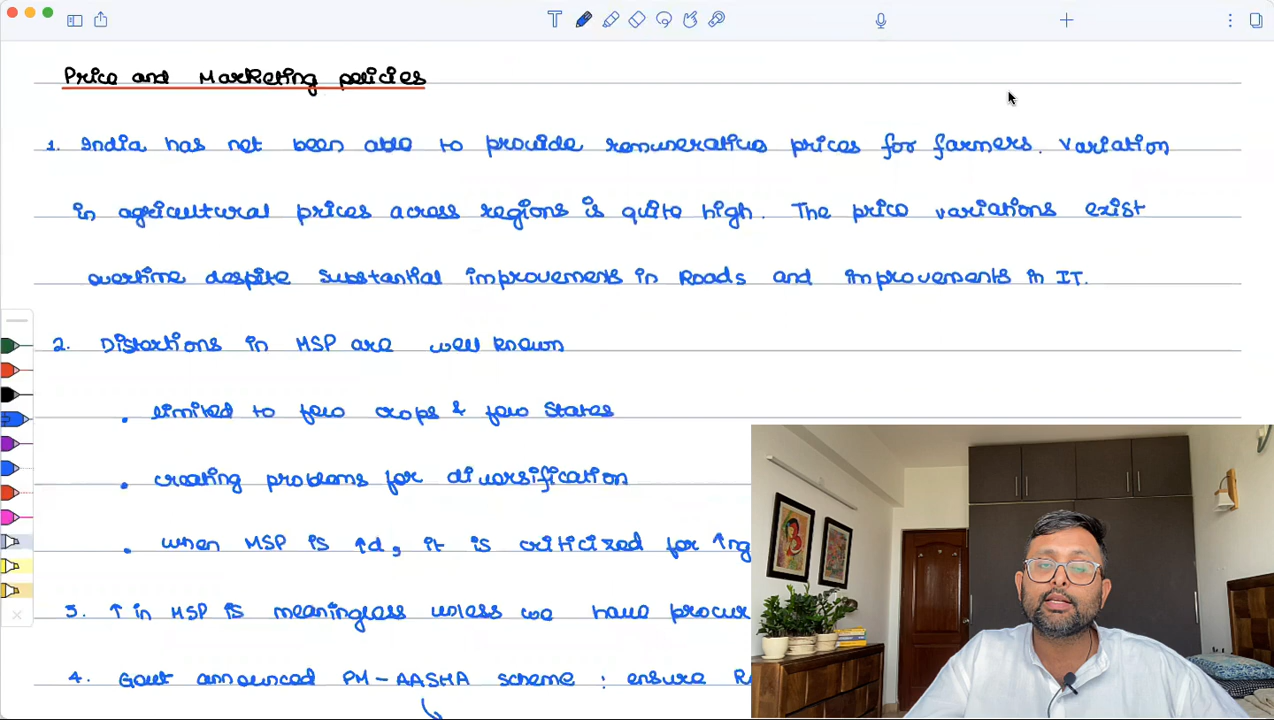 Price and Marketing policies
1. India has not been able to provide remunerative prices for farmers. Variation
in agricultural prices across regions is quite high. The price variations exist
overtime despite substantial improvements in Roads and improvements in IT.
2. Distortions in MSP are well known
• limited to few crops & few States
• creating problems for diversification
• when MSP is ↑d, it is criticized for ↑ng
3. ↑ in MSP is meaningless unless we have procur
4. Govt announced PM-AASHA scheme : ensure R